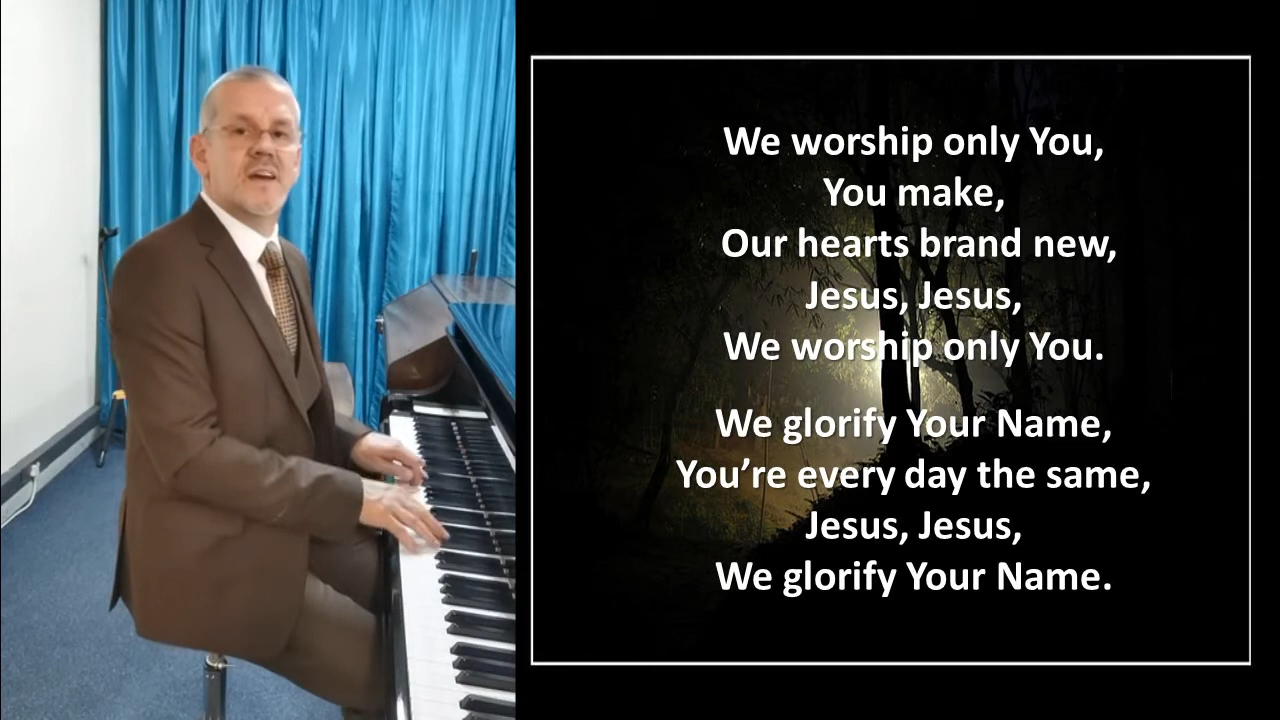 We worship only You,
You make,
Our hearts brand new,
Jesus, Jesus,
We worship only You.
We glorify Your Name,
You’re every day the same,
Jesus, Jesus,
We glorify Your Name.